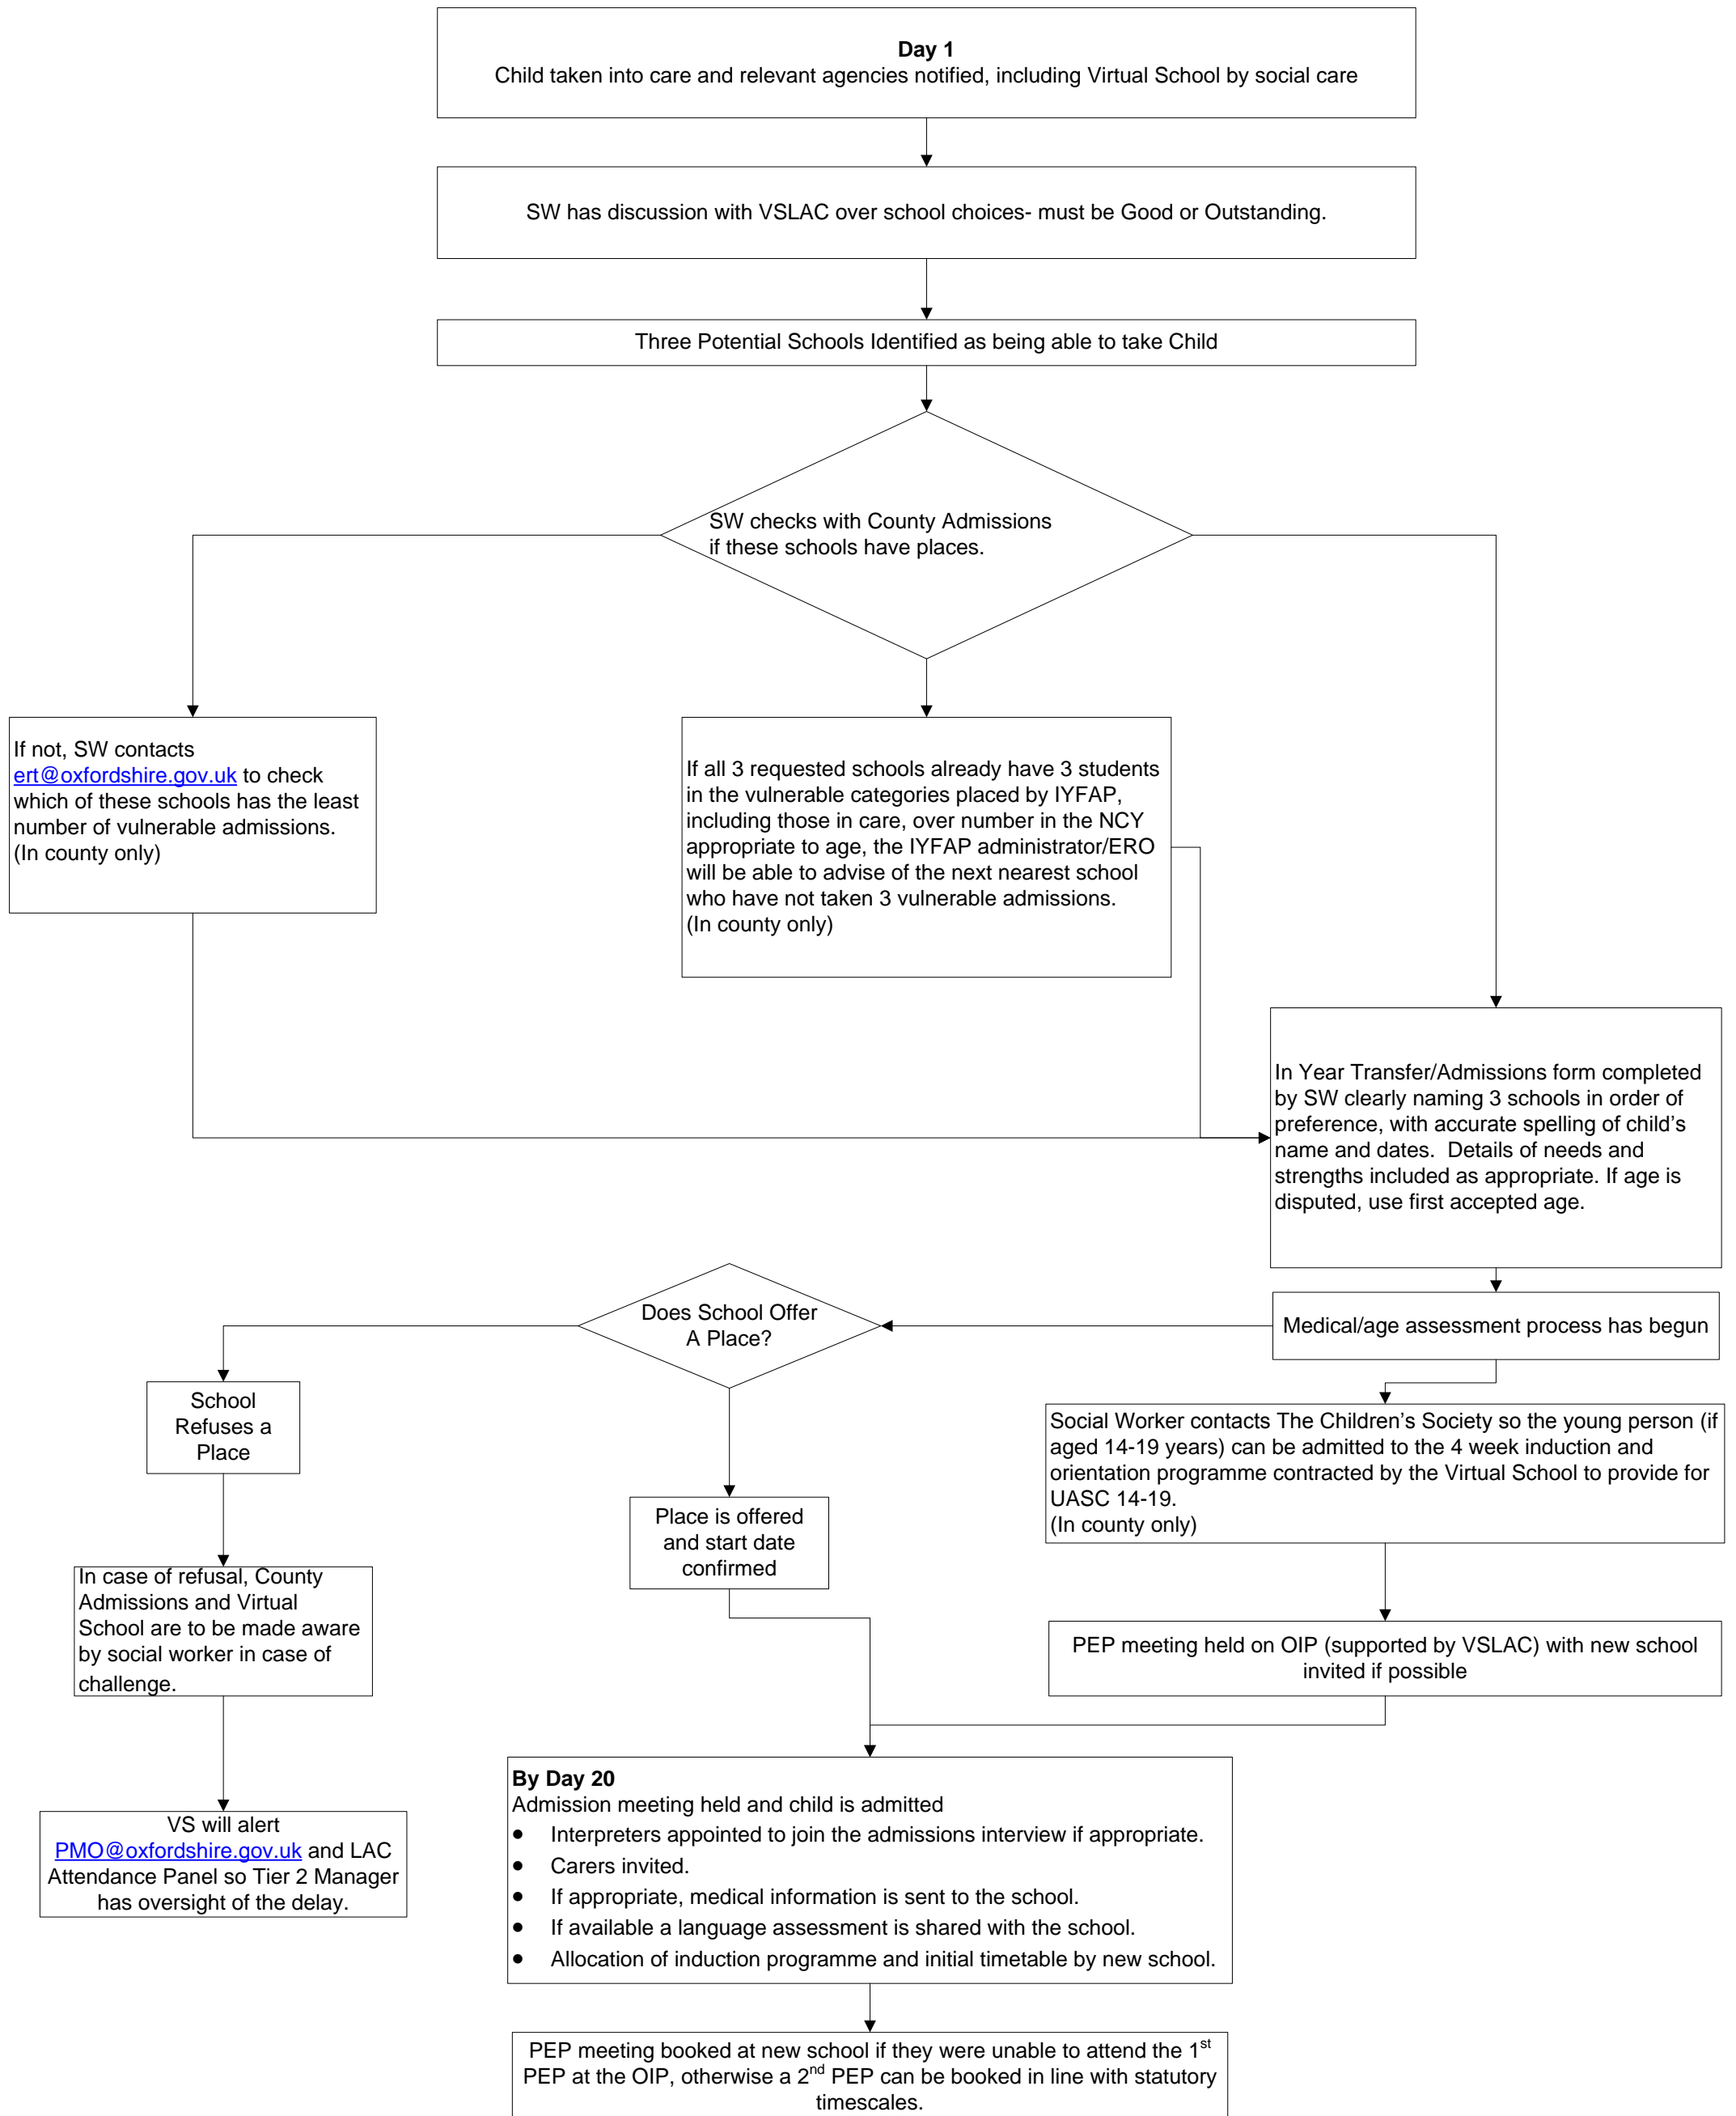 Day 1
Child taken into care and relevant agencies notified, including Virtual School by social care
SW has discussion with VSLAC over school choices- must be Good or Outstanding.
Three Potential Schools Identified as being able to take Child
SW checks with County Admissions
if these schools have places.
If not, SW contacts
ert@oxfordshire.gov.uk to check
which of these schools has the least
number of vulnerable admissions.
(In county only)
If all 3 requested schools already have 3 students
in the vulnerable categories placed by IYFAP,
including those in care, over number in the NCY
appropriate to age, the IYFAP administrator/ERO
will be able to advise of the next nearest school
who have not taken 3 vulnerable admissions.
(In county only)
In Year Transfer/Admissions form completed
by SW clearly naming 3 schools in order of
preference, with accurate spelling of child’s
name and dates.  Details of needs and
strengths included as appropriate. If age is
disputed, use first accepted age.
Does School Offer
A Place?
Medical/age assessment process has begun
School
Refuses a
Place
Social Worker contacts The Children’s Society so the young person (if
aged 14-19 years) can be admitted to the 4 week induction and
orientation programme contracted by the Virtual School to provide for
UASC 14-19.
(In county only)
Place is offered
and start date
confirmed
In case of refusal, County
Admissions and Virtual
School are to be made aware
by social worker in case of
challenge.
PEP meeting held on OIP (supported by VSLAC) with new school
invited if possible
VS will alert
PMO@oxfordshire.gov.uk and LAC
Attendance Panel so Tier 2 Manager
has oversight of the delay.
By Day 20
Admission meeting held and child is admitted
• Interpreters appointed to join the admissions interview if appropriate.
• Carers invited.
• If appropriate, medical information is sent to the school.
• If available a language assessment is shared with the school.
• Allocation of induction programme and initial timetable by new school.
PEP meeting booked at new school if they were unable to attend the 1st
PEP at the OIP, otherwise a 2nd PEP can be booked in line with statutory
timescales.